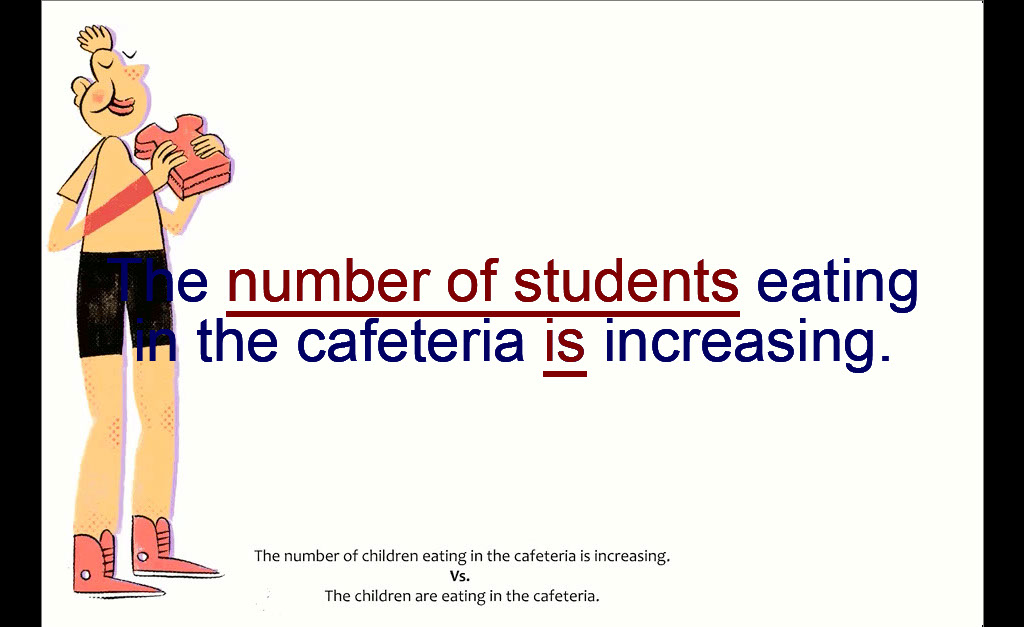 The number of students eating
in the cafeteria is increasing.
The number of children eating in the cafeteria is increasing.
Vs.
The children are eating in the cafeteria.